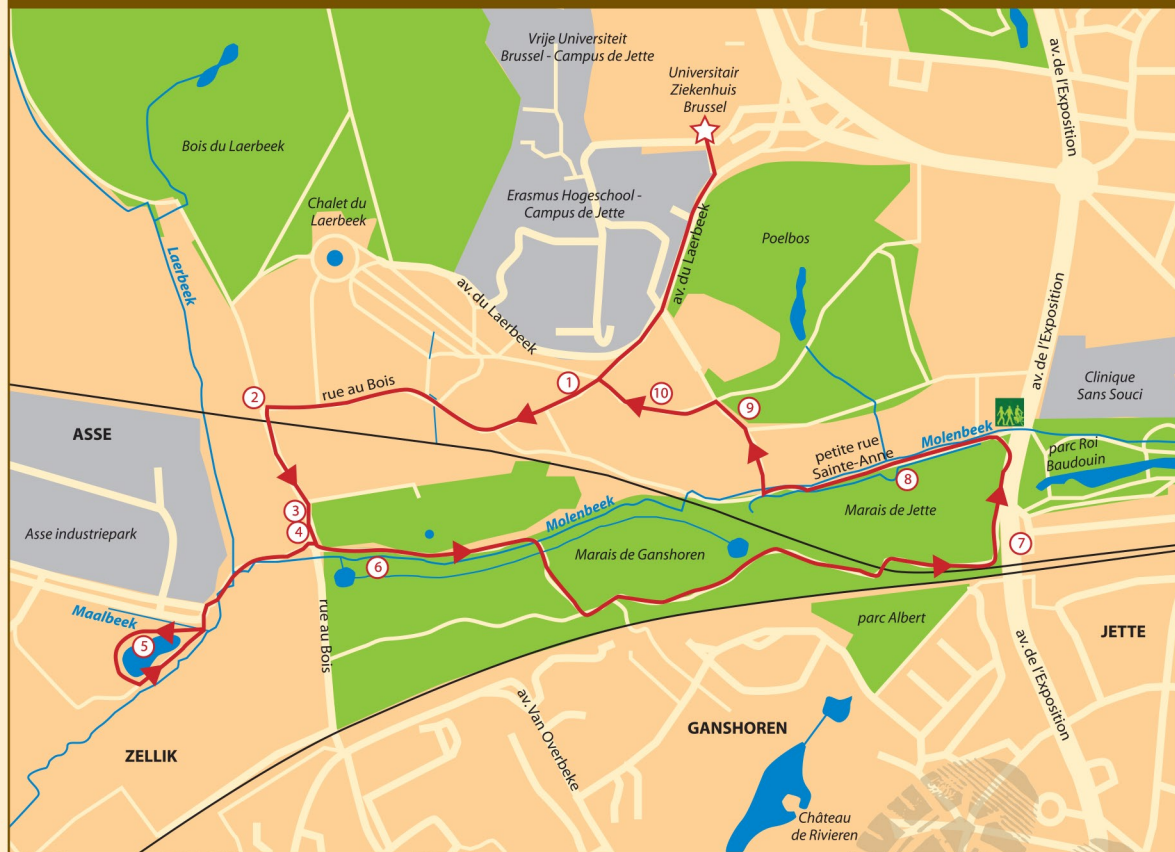 Vrije Universiteit
Brussel - Campus de Jette
Universitair
Ziekenhuis
Brussel
av. de l'Exposition
Bois du Laerbeek
Chalet du
Laerbeek
Erasmus Hogeschool -
Campus de Jette
Poelbos
av. du Laerbeek
Laerbeek
av. du Laerbeek
av. de l'Exposition
Clinique
Sans Souci
rue au Bois
1
2
10
9
ASSE
petite rue
Sainte-Anne
Molenbeek
parc Roi
Baudouin
8
3
4
Asse industriepark
Molenbeek
Marais de Jette
Marais de Ganshoren
7
6
Maalbeek
5
rue au Bois
parc Albert
JETTE
av. de l'Exposition
av. Van Overbeke
GANSHOREN
ZELLIK
Château
de Rivieren